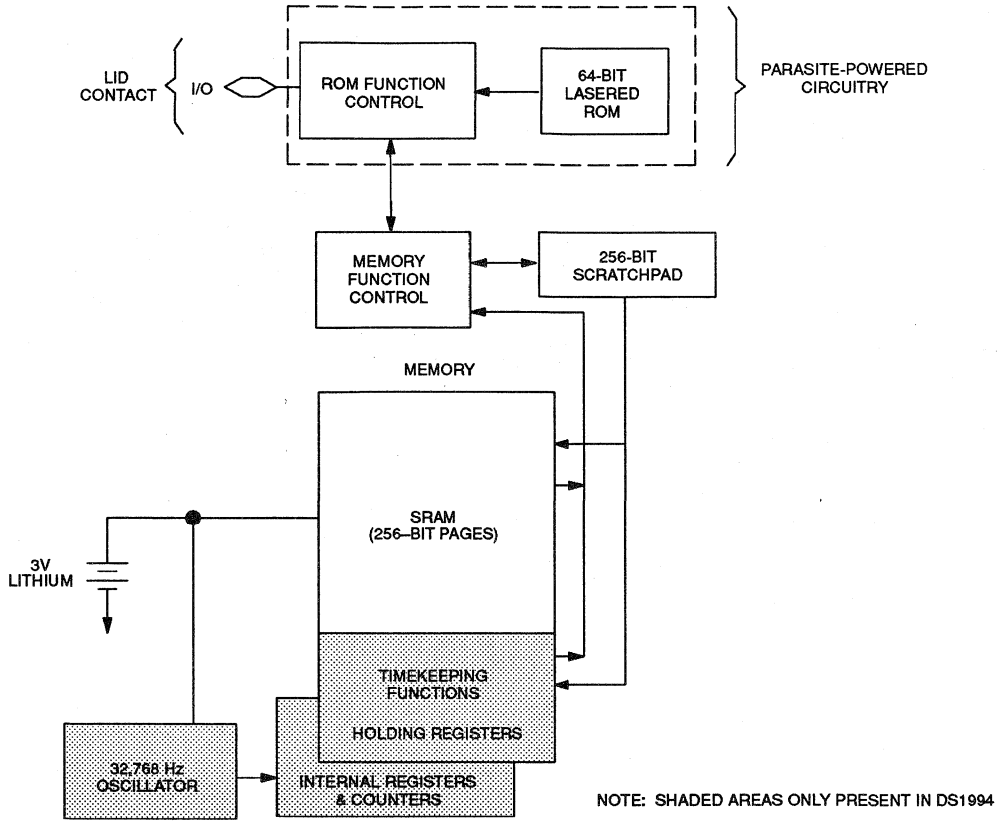 LID
CONTACT
I/O
ROM FUNCTION
CONTROL
64-BIT
LASERED
ROM
PARASITE-POWERED
CIRCUITRY
MEMORY
FUNCTION
CONTROL
256-BIT
SCRATCHPAD
MEMORY
SRAM
(256–BIT PAGES)
3V
LITHIUM
TIMEKEEPING
FUNCTIONS
HOLDING REGISTERS
32,768 Hz
OSCILLATOR
INTERNAL REGISTERS
& COUNTERS
NOTE: SHADED AREAS ONLY PRESENT IN DS1994